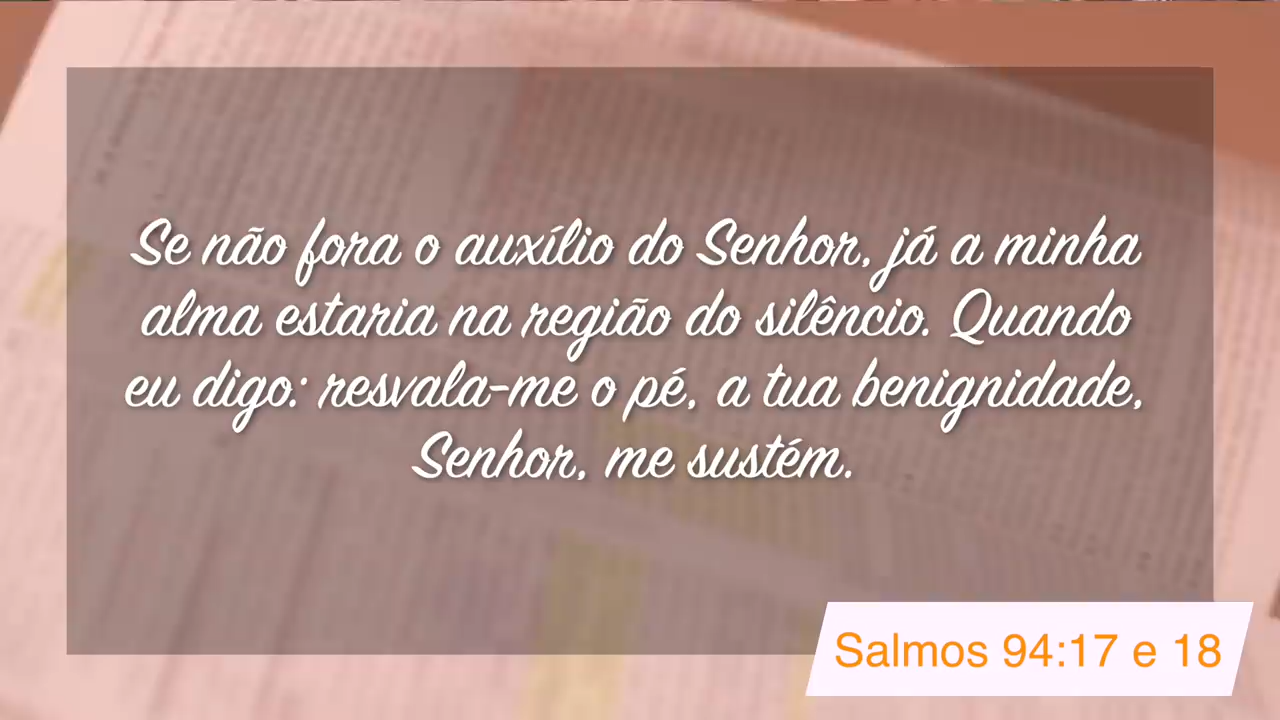 Se não fora o auxílio do Senhor, já a minha
alma estaria na região do silêncio. Quando
eu digo: resvala-me o pé, a tua benignidade,
Senhor, me sustém.
Salmos 94:17 e 18